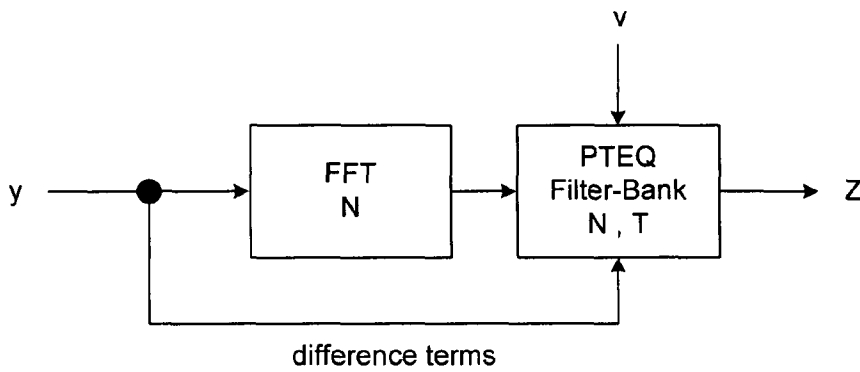 v
y
FFT
N
PTEQ
Filter-Bank
N , T
Z
difference terms